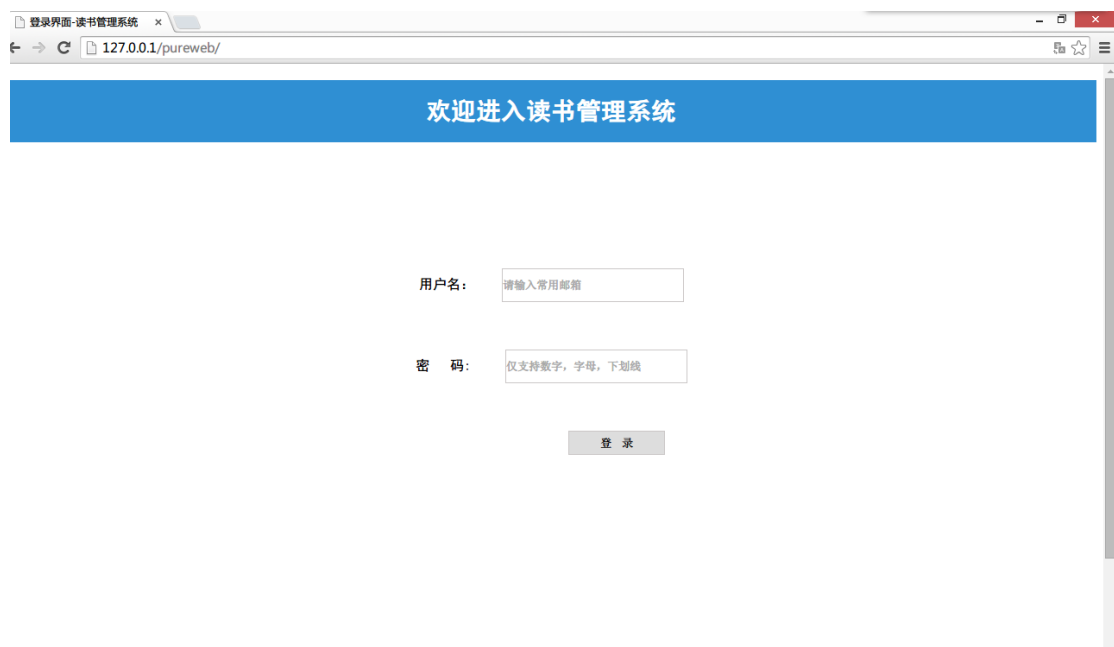 登录界面-读书管理系统
127.0.0.1/pureweb/
欢迎进入读书管理系统
用户名： 请输入常用邮箱
密 码： 仅支持数字，字母，下划线
登 录